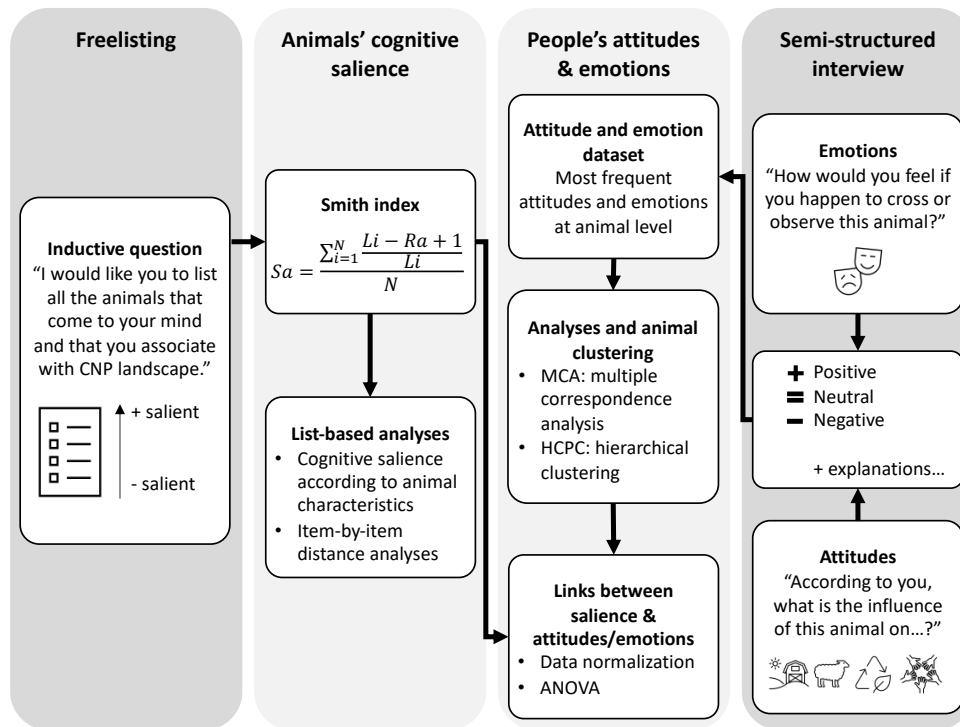 Freelisting
Inductive question
“I would like you to list
all the animals that
come to your mind
and that you associate
with CNP landscape.”
+ salient
- salient
Animals’ cognitive
salience
Smith index
Sa = \frac{\sum_{i=1}^{N} \frac{Li - Ra + 1}{Li}}{N}
List-based analyses
• Cognitive salience
according to animal
characteristics
• Item-by-item
distance analyses
People’s attitudes
& emotions
Attitude and emotion
dataset
Most frequent
attitudes and emotions
at animal level
Analyses and animal
clustering
• MCA: multiple
correspondence
analysis
• HCPC: hierarchical
clustering
Links between
salience &
attitudes/emotions
• Data normalization
• ANOVA
Semi-structured
interview
Emotions
“How would you feel if
you happen to cross or
observe this animal?”
+ Positive
= Neutral
- Negative
+ explanations…
Attitudes
“According to you,
what is the influence
of this animal on…?”